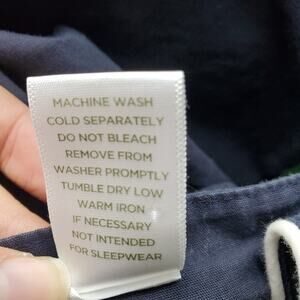 MACHINE WASH
COLD SEPARATELY
DO NOT BLEACH
REMOVE FROM
WASHER PROMPTLY
TUMBLE DRY LOW
WARM IRON
IF NECESSARY
NOT INTENDED
FOR SLEEPWEAR